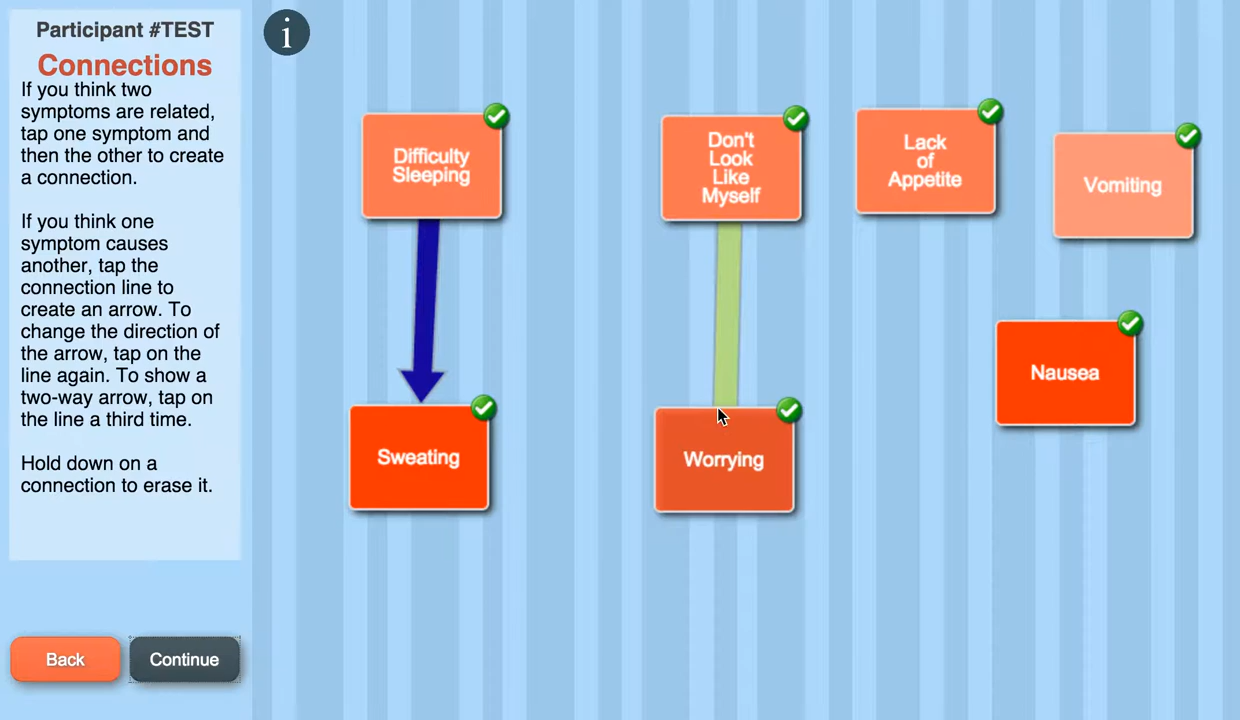 Participant #TEST
Connections
If you think two
symptoms are related,
tap one symptom and
then the other to create
a connection.
If you think one
symptom causes
another, tap the
connection line to
create an arrow. To
change the direction of
the arrow, tap on the
line again. To show a
two-way arrow, tap on
the line a third time.
Hold down on a
connection to erase it.
Back
Continue
i
Difficulty
Sleeping
Don't
Look
Like
Myself
Lack
of
Appetite
Vomiting
Nausea
Sweating
Worrying